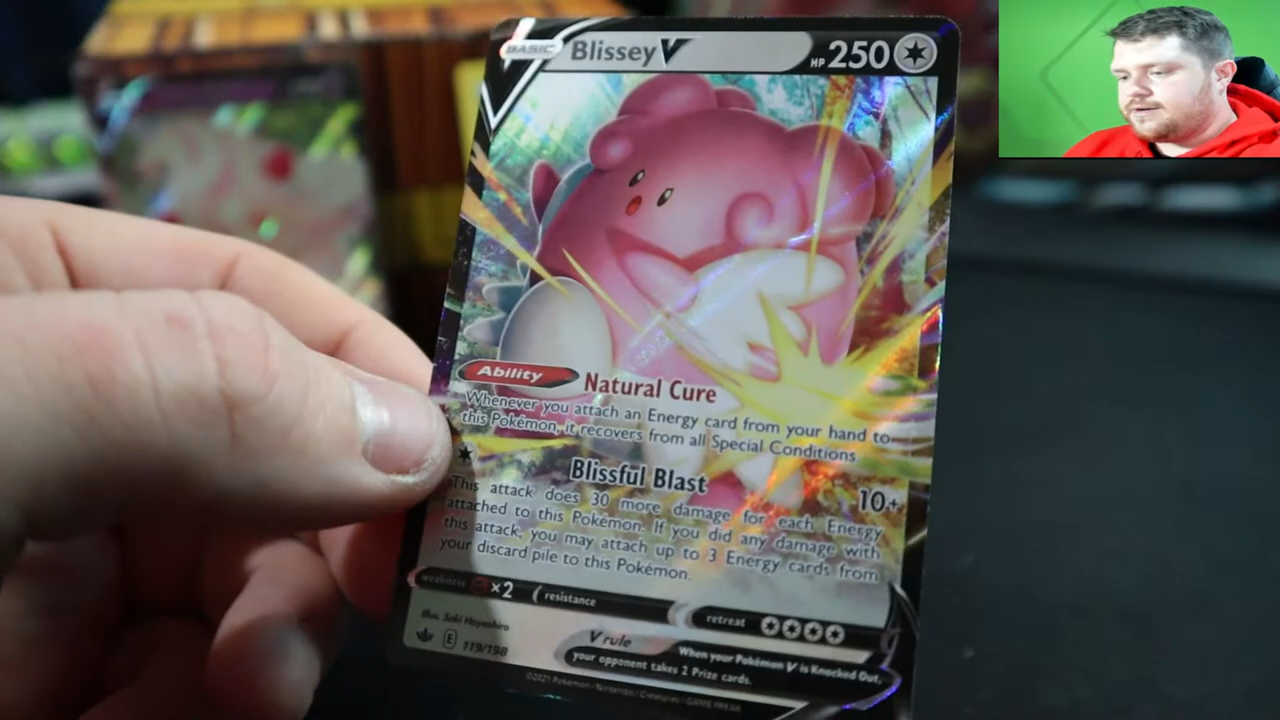 BASIC Blissey V HP 250
Ability Natural Cure
Whenever you attach an Energy card from your hand to
this Pokémon, it recovers from all Special Conditions.
Blissful Blast 10+
This attack does 30 more damage for each Energy
attached to this Pokémon. If you did any damage with
this attack, you may attach up to 3 Energy cards from
your discard pile to this Pokémon.
weakness ×2 resistance retreat
Illus. Saki Hayashiro
E 119/198
V rule When your Pokémon V is Knocked Out,
your opponent takes 2 Prize cards.
©2021 Pokémon / Nintendo / Creatures / GAME FREAK